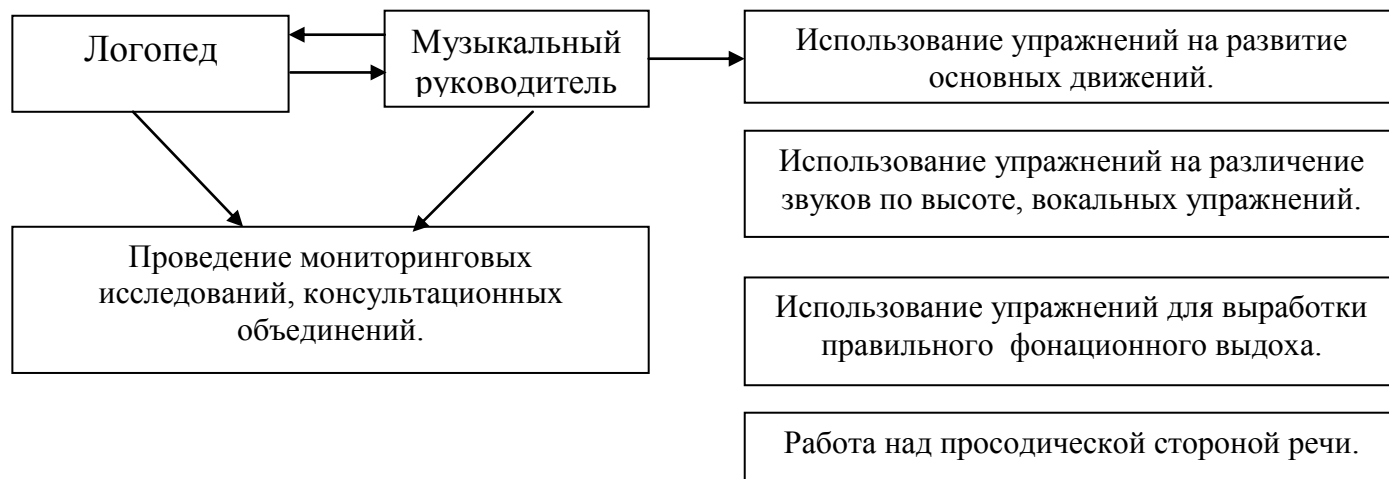 Логопед
Музыкальный
руководитель
Использование упражнений на развитие
основных движений.
Использование упражнений на различение
звуков по высоте, вокальных упражнений.
Проведение мониторинговых
исследований, консультационных
объединений.
Использование упражнений для выработки
правильного фонационного выдоха.
Работа над просодической стороной речи.